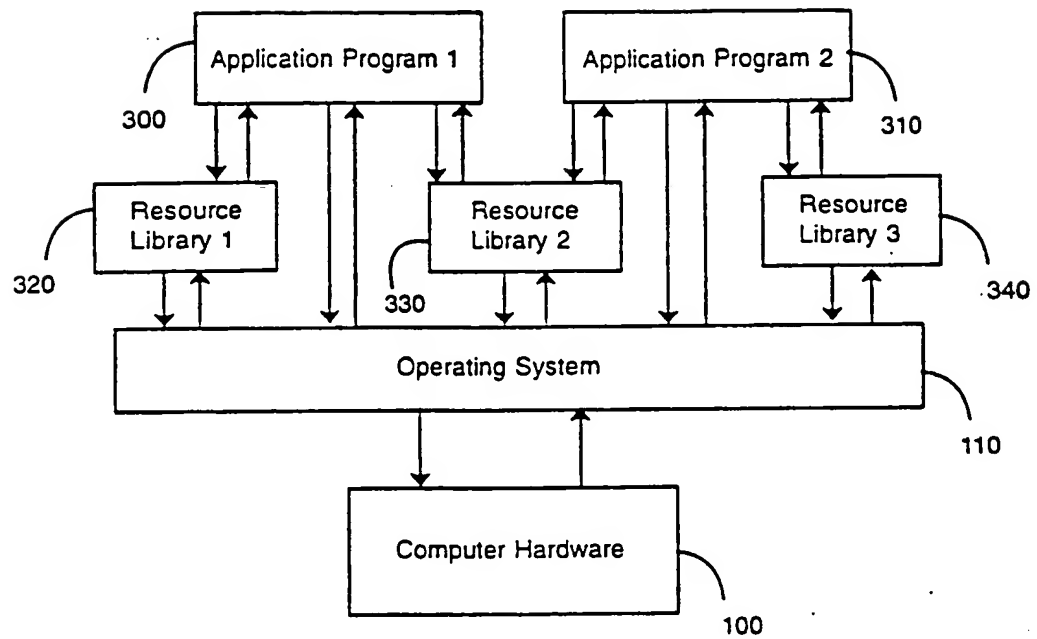 Application Program 1
Application Program 2
300
310
Resource
Library 1
Resource
Library 2
Resource
Library 3
320
330
340
Operating System
110
Computer Hardware
100